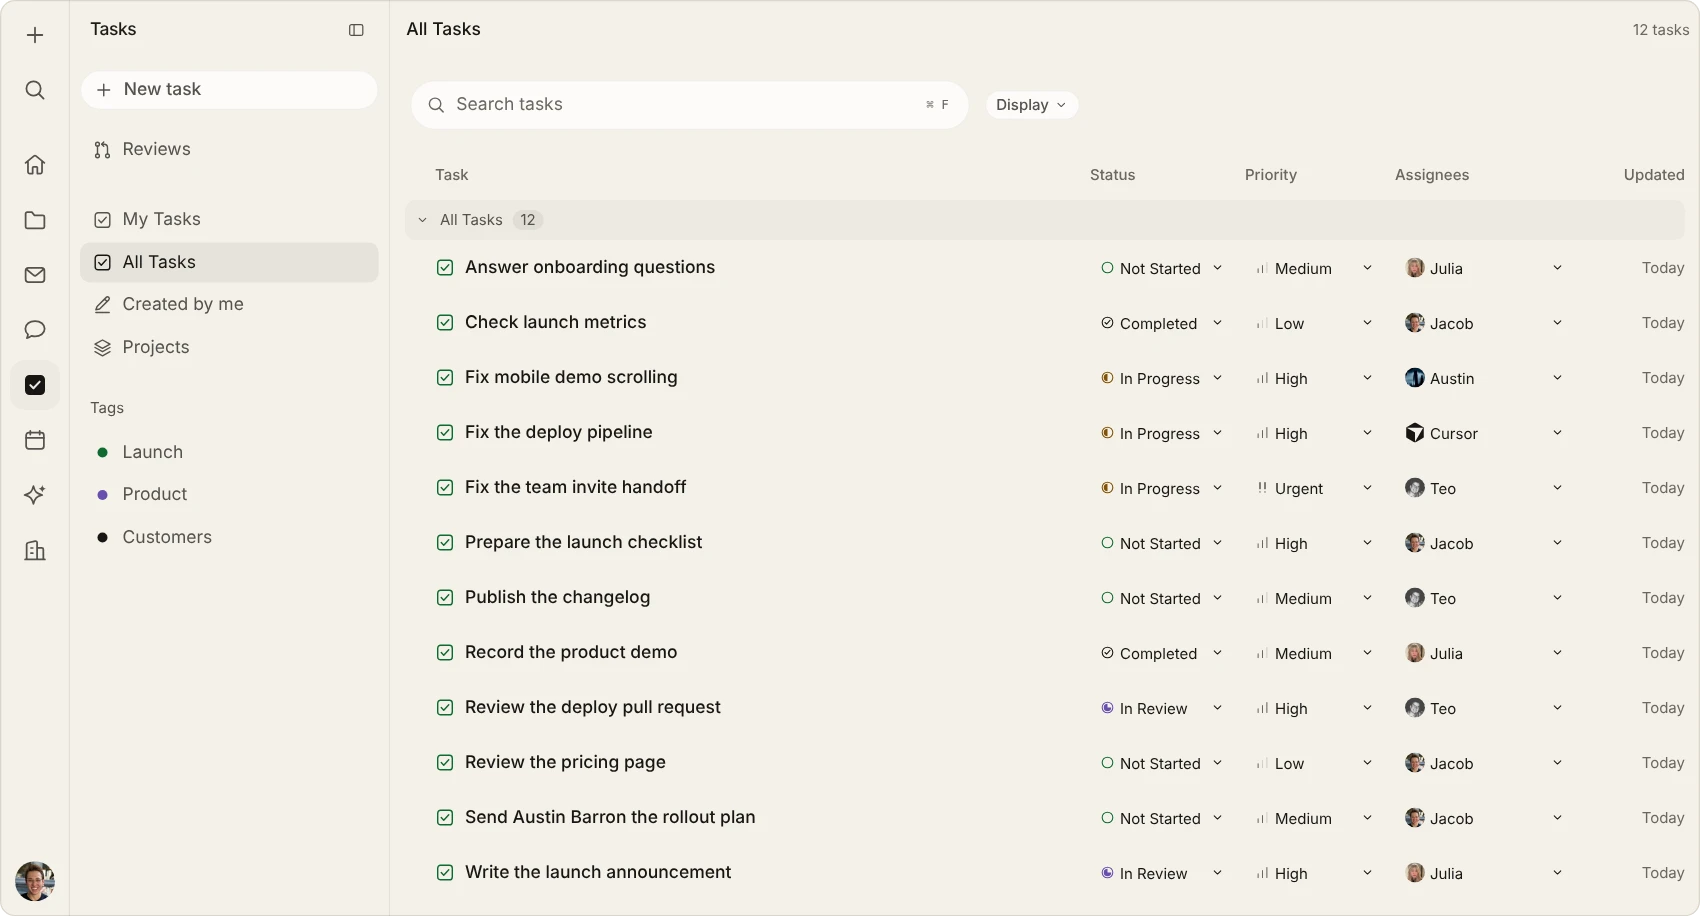 Tasks
New task
Reviews
My Tasks
All Tasks
Created by me
Projects
Tags
Launch
Product
Customers
All Tasks
12 tasks
Search tasks ⌘ F
Display
Task Status Priority Assignees Updated
All Tasks 12
Answer onboarding questions Not Started Medium Julia Today
Check launch metrics Completed Low Jacob Today
Fix mobile demo scrolling In Progress High Austin Today
Fix the deploy pipeline In Progress High Cursor Today
Fix the team invite handoff In Progress !! Urgent Teo Today
Prepare the launch checklist Not Started High Jacob Today
Publish the changelog Not Started Medium Teo Today
Record the product demo Completed Medium Julia Today
Review the deploy pull request In Review High Teo Today
Review the pricing page Not Started Low Jacob Today
Send Austin Barron the rollout plan Not Started Medium Jacob Today
Write the launch announcement In Review High Julia Today